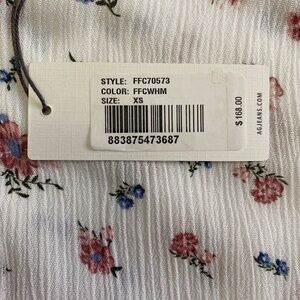 STYLE: FFC70573
COLOR: FFCWHM
SIZE: XS
883875473687
$168.00
AGJEANS.COM